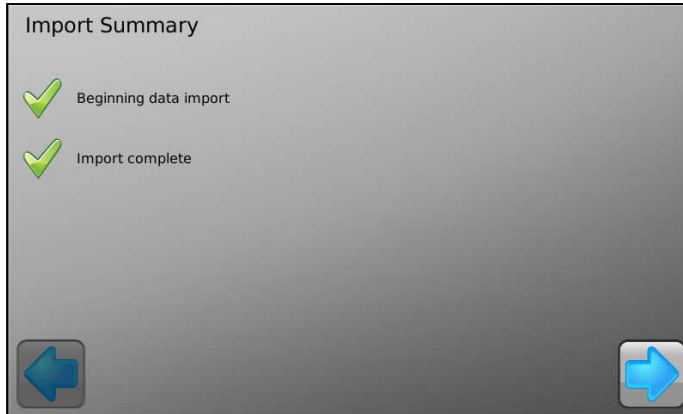 Import Summary
Beginning data import
Import complete